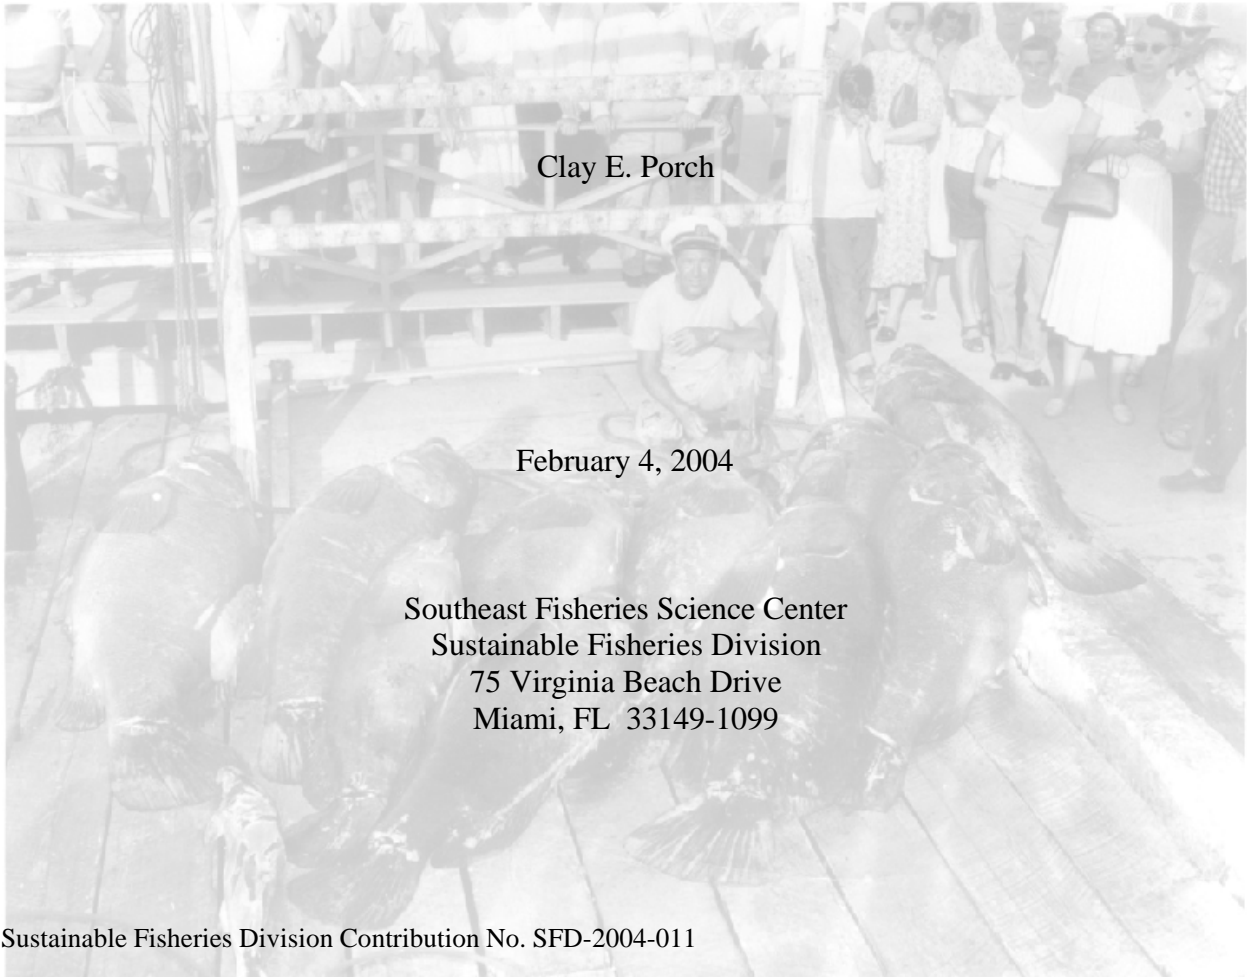 Clay E. Porch
February 4, 2004
Southeast Fisheries Science Center
Sustainable Fisheries Division
75 Virginia Beach Drive
Miami, FL 33149-1099
Sustainable Fisheries Division Contribution No. SFD-2004-011